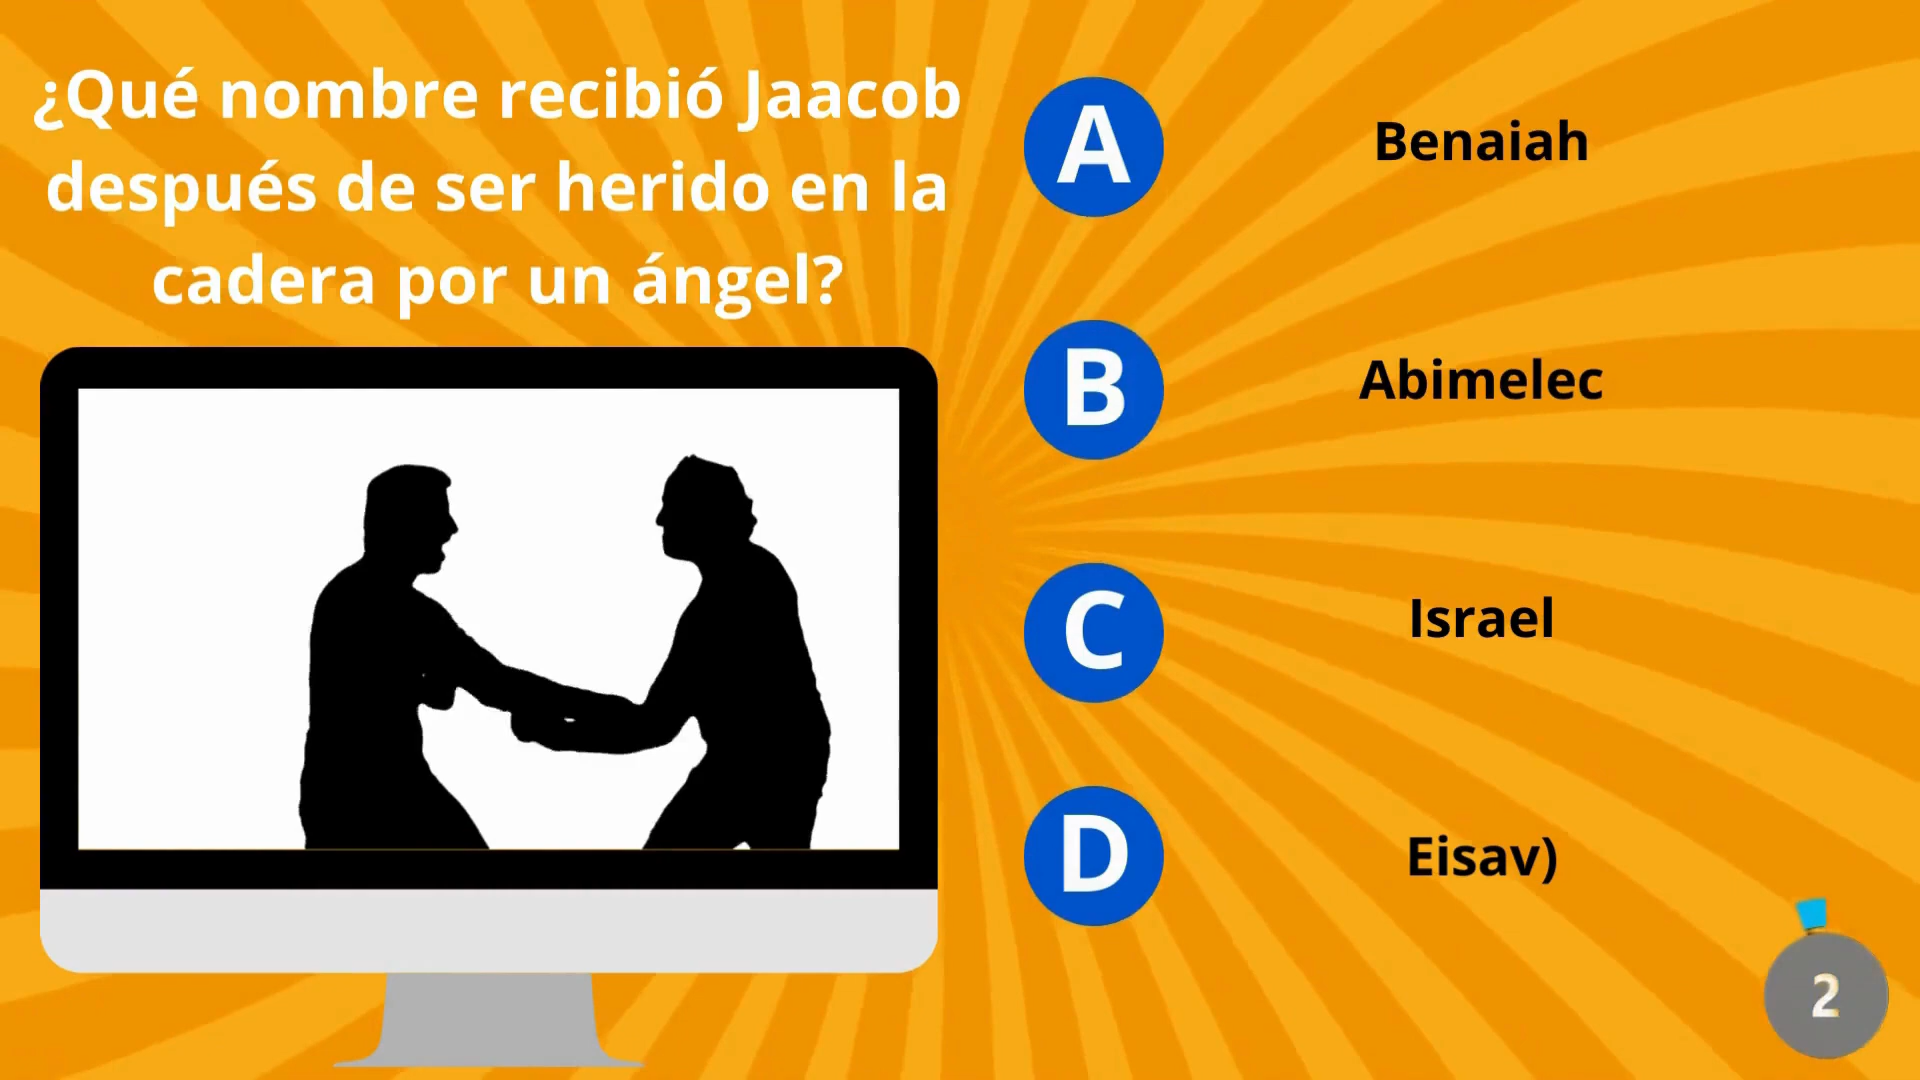 ¿Qué nombre recibió Jaacob
después de ser herido en la
cadera por un ángel?
A
Benaiah
B
Abimelec
C
Israel
D
Eisav)
2